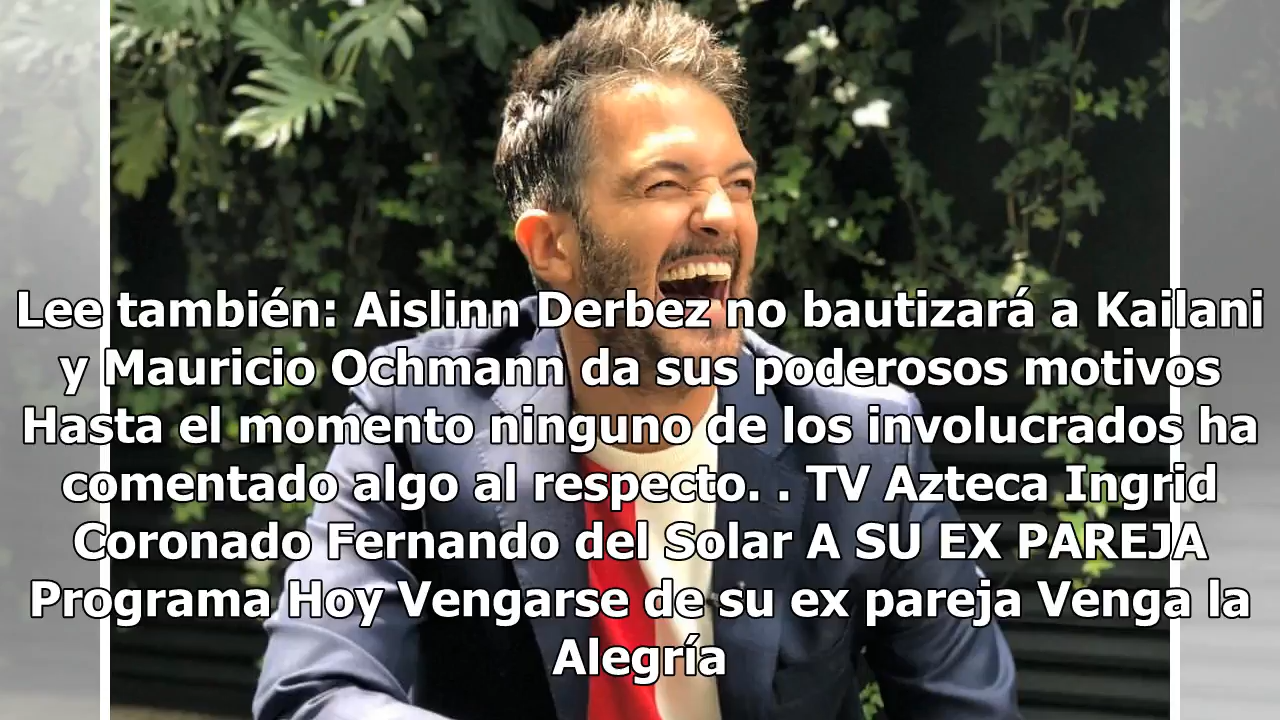 Lee también: Aislinn Derbez no bautizará a Kailani
y Mauricio Ochmann da sus poderosos motivos
Hasta el momento ninguno de los involucrados ha
comentado algo al respecto. . TV Azteca Ingrid
Coronado Fernando del Solar A SU EX PAREJA
Programa Hoy Vengarse de su ex pareja Venga la
Alegría